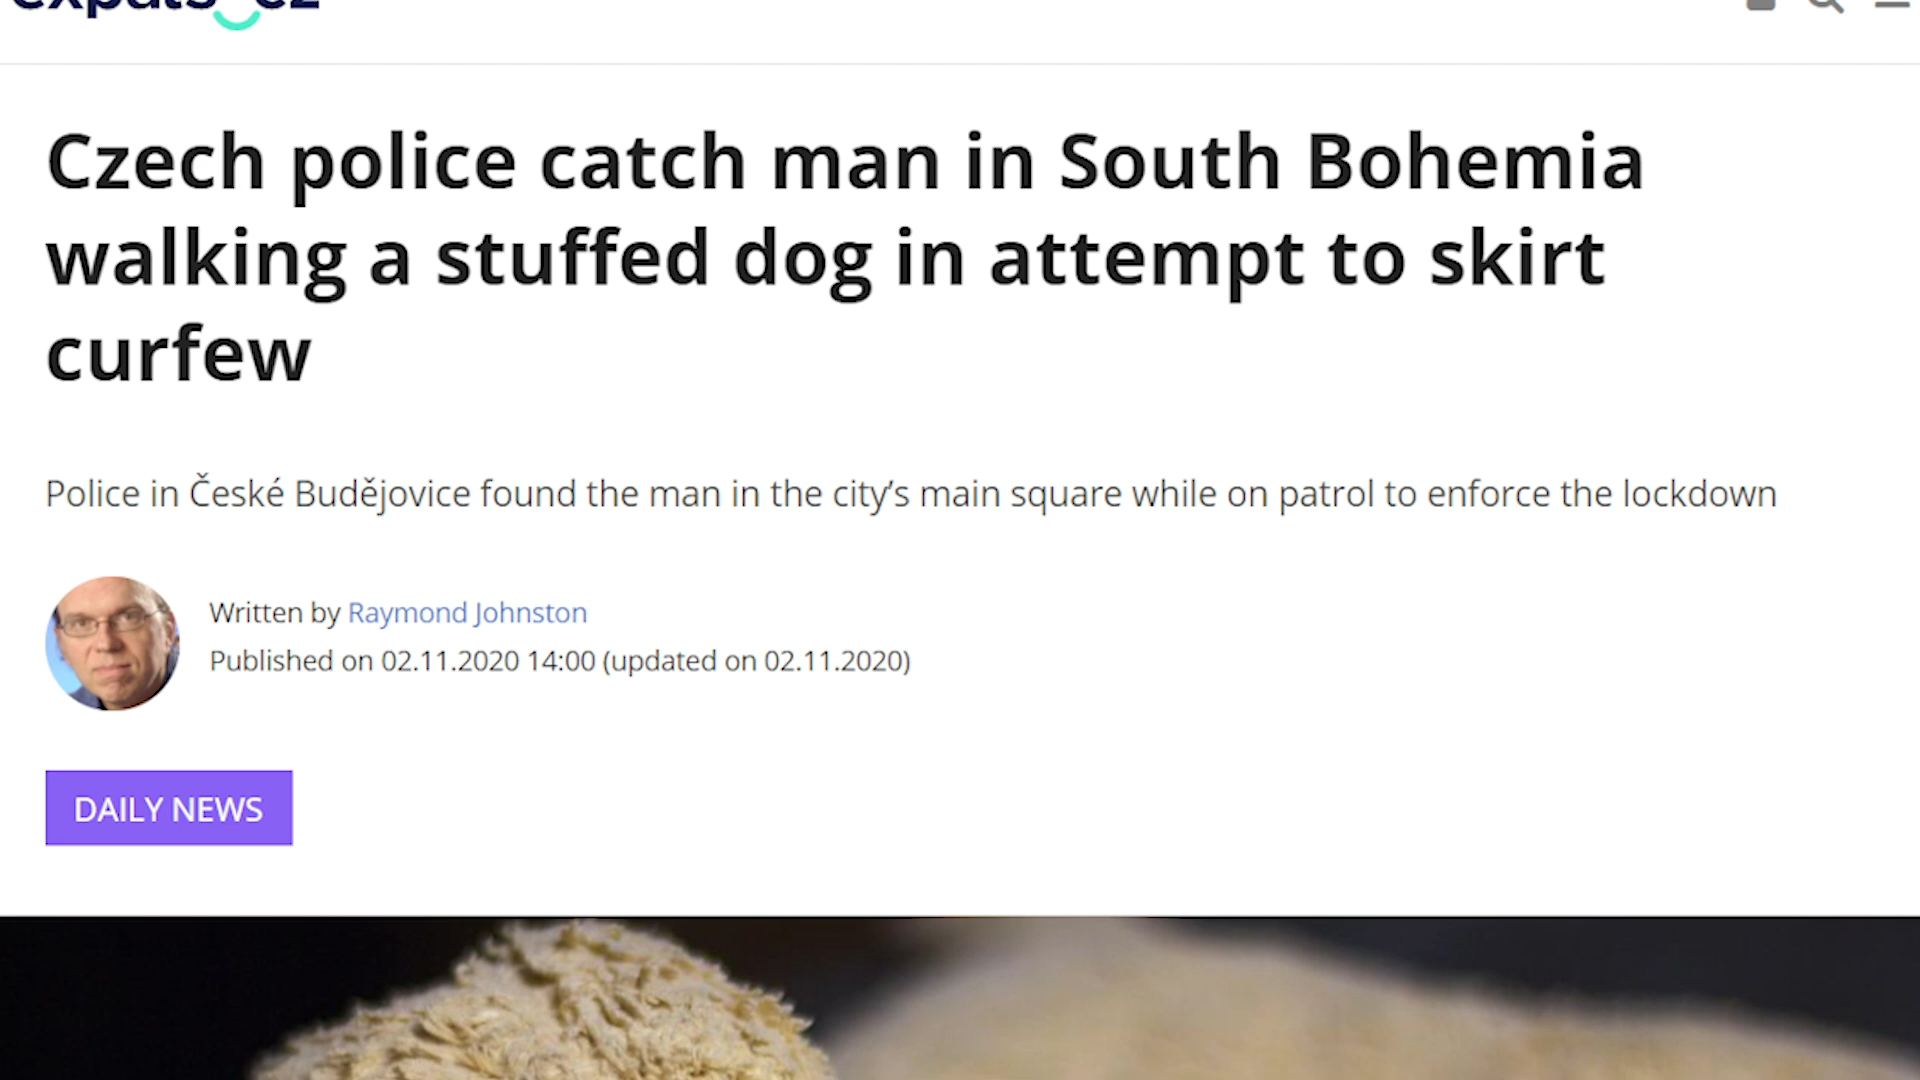 expats cz
Czech police catch man in South Bohemia
walking a stuffed dog in attempt to skirt
curfew
Police in České Budějovice found the man in the city’s main square while on patrol to enforce the lockdown
Written by Raymond Johnston
Published on 02.11.2020 14:00 (updated on 02.11.2020)
DAILY NEWS